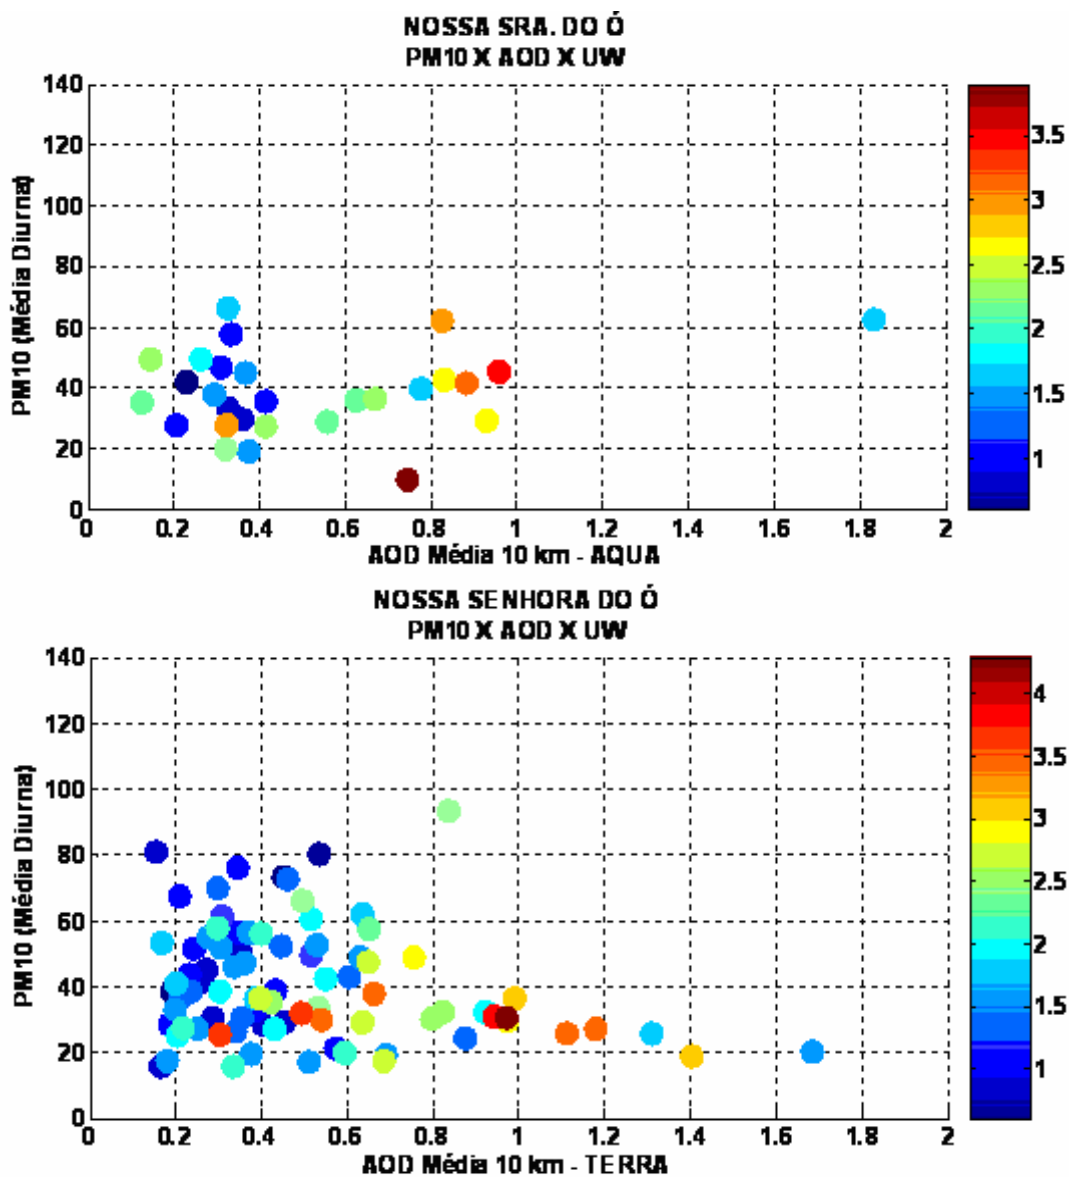 NOSSA SRA. DO Ó
PM10 X AOD X UW
140
120
100
80
60
40
20
0
PM10 (Média Diurna)
0 0.2 0.4 0.6 0.8 1 1.2 1.4 1.6 1.8 2
AOD Média 10 km - AQUA
3.5
3
2.5
2
1.5
1
NOSSA SENHORA DO Ó
PM10 X AOD X UW
140
120
100
80
60
40
20
0
PM10 (Média Diurna)
0 0.2 0.4 0.6 0.8 1 1.2 1.4 1.6 1.8 2
AOD Média 10 km - TERRA
4
3.5
3
2.5
2
1.5
1